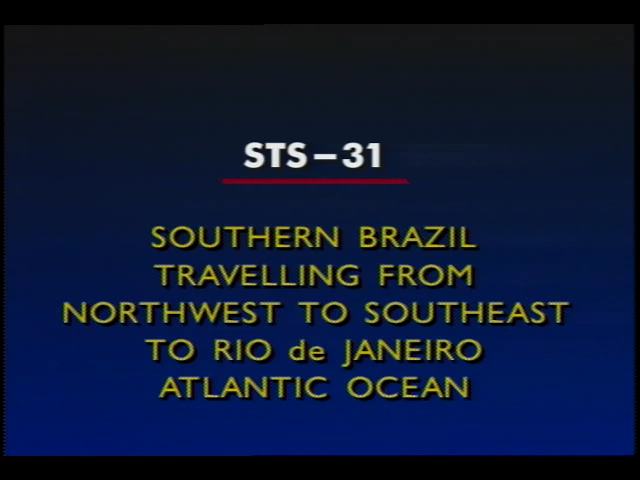 STS-31
SOUTHERN BRAZIL
TRAVELLING FROM
NORTHWEST TO SOUTHEAST
TO RIO de JANEIRO
ATLANTIC OCEAN